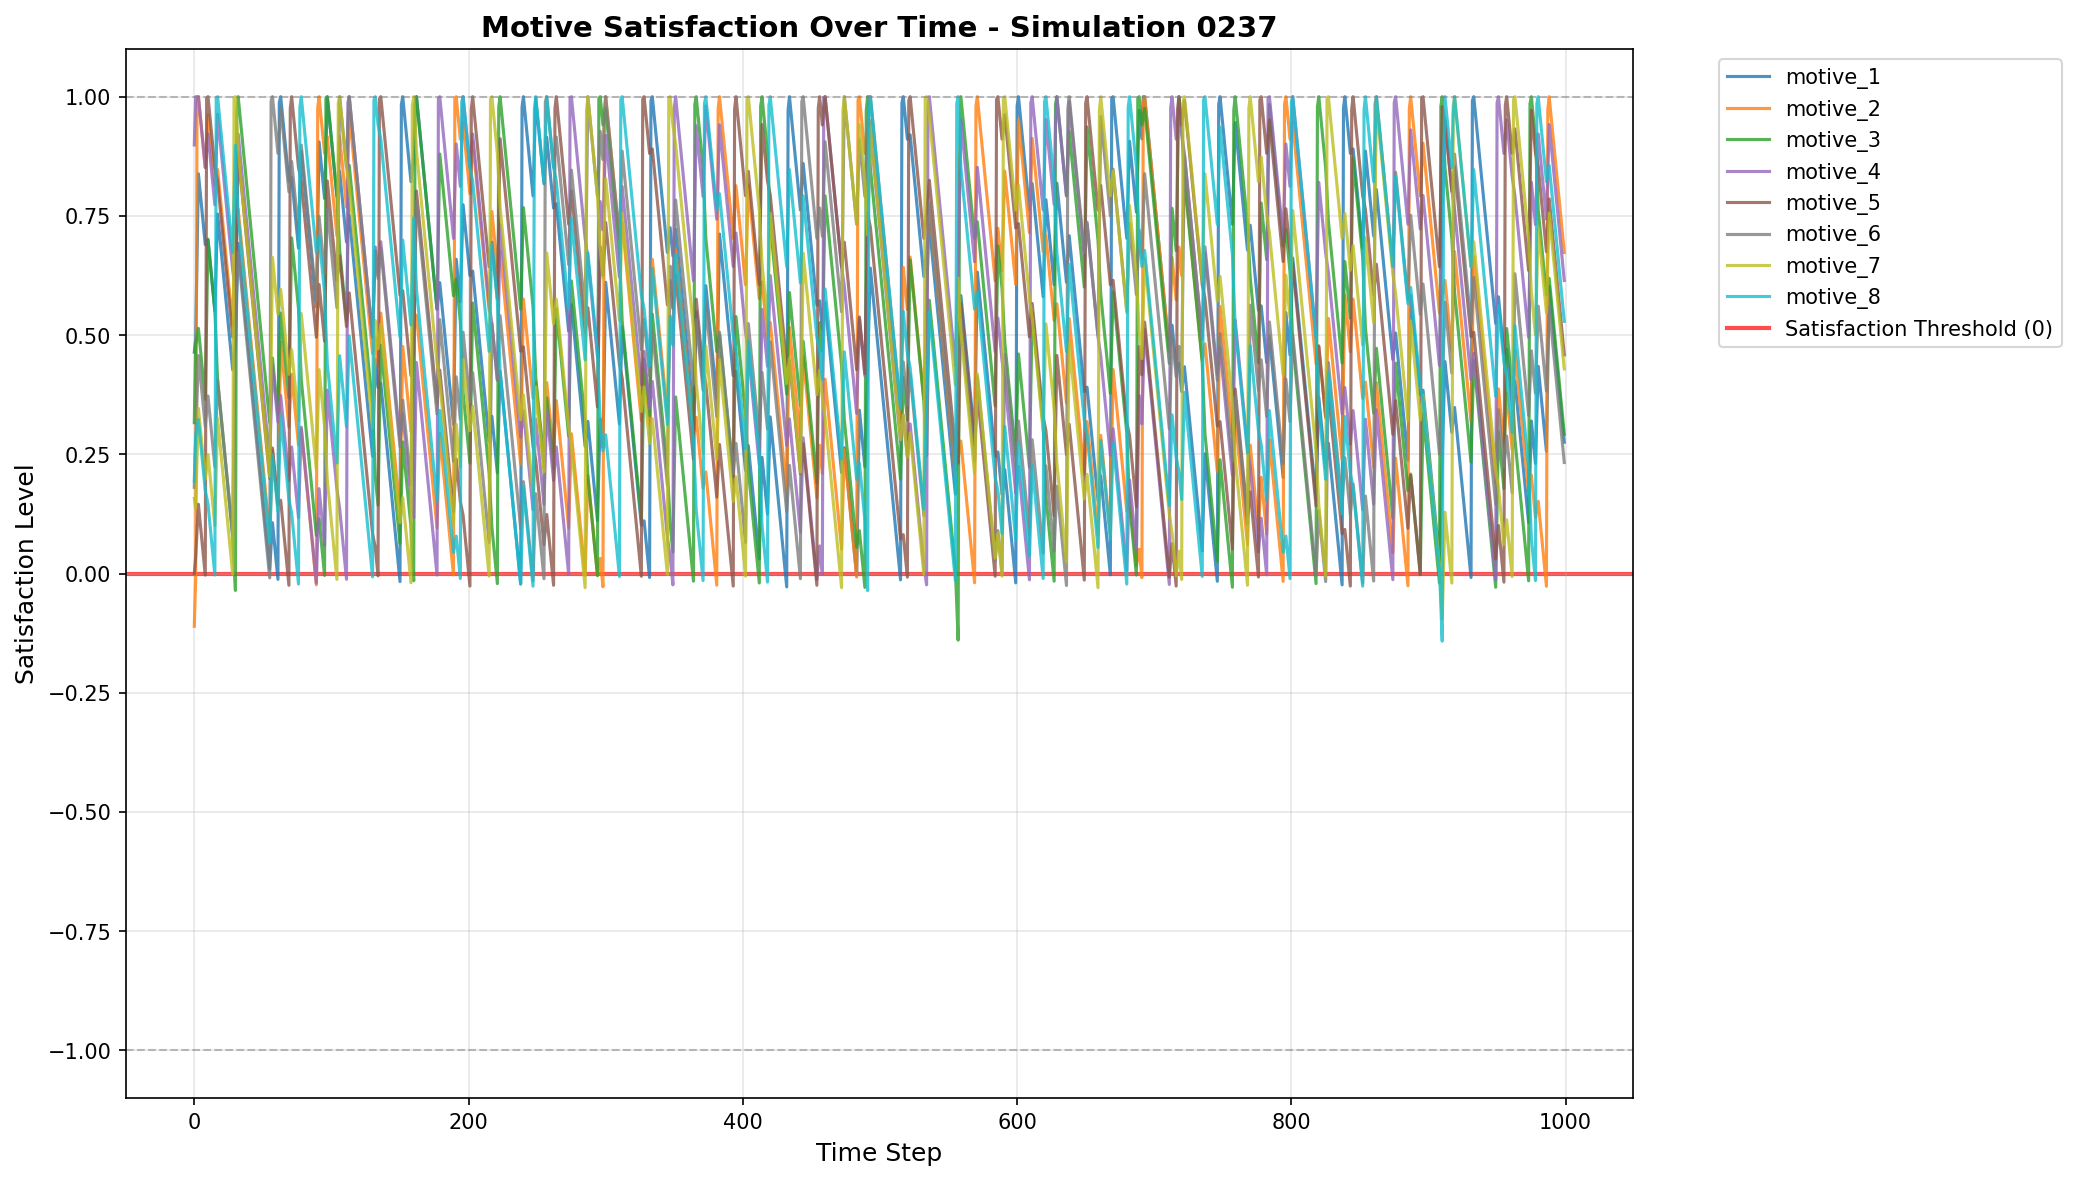 Motive Satisfaction Over Time - Simulation 0237
Satisfaction Level
1.00
0.75
0.50
0.25
0.00
−0.25
−0.50
−0.75
−1.00
0
200
400
600
800
1000
Time Step
motive_1
motive_2
motive_3
motive_4
motive_5
motive_6
motive_7
motive_8
Satisfaction Threshold (0)